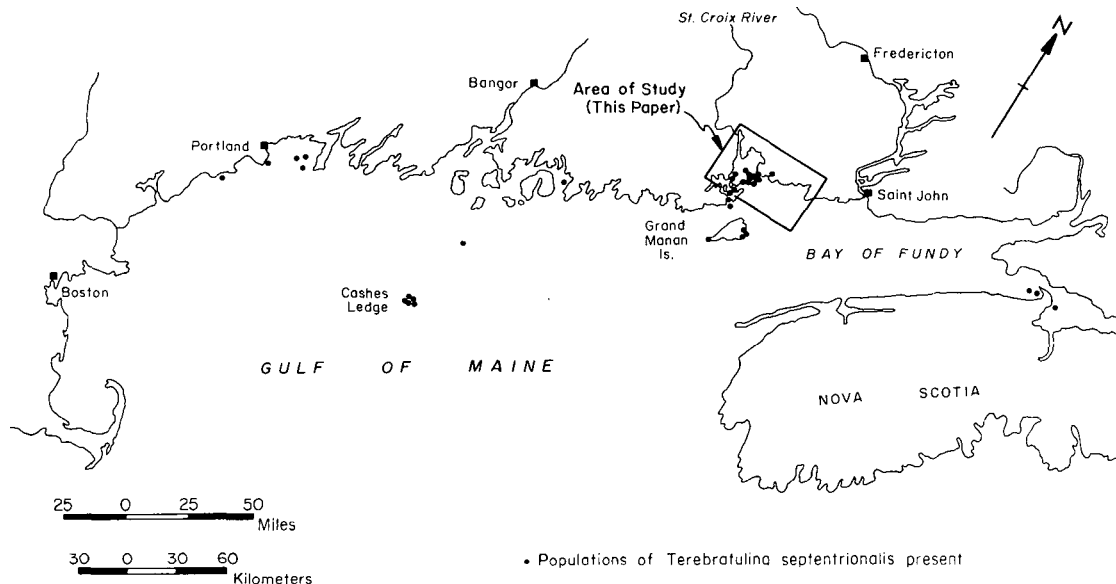 St. Croix River
N
Fredericton
Bangor
Area of Study
(This Paper)
Portland
Saint John
Grand
Manan
Is.
BAY OF FUNDY
Boston
Cashes
Ledge
GULF OF MAINE
NOVA SCOTIA
25 0 25 50
Miles
30 0 30 60
Kilometers
• Populations of Terebratulina septentrionalis present